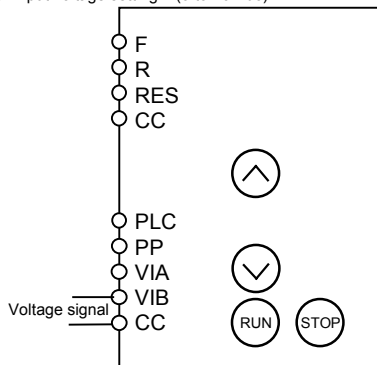 F
R
RES
CC
PLC
PP
VIA
VIB
Voltage signal
CC
RUN
STOP